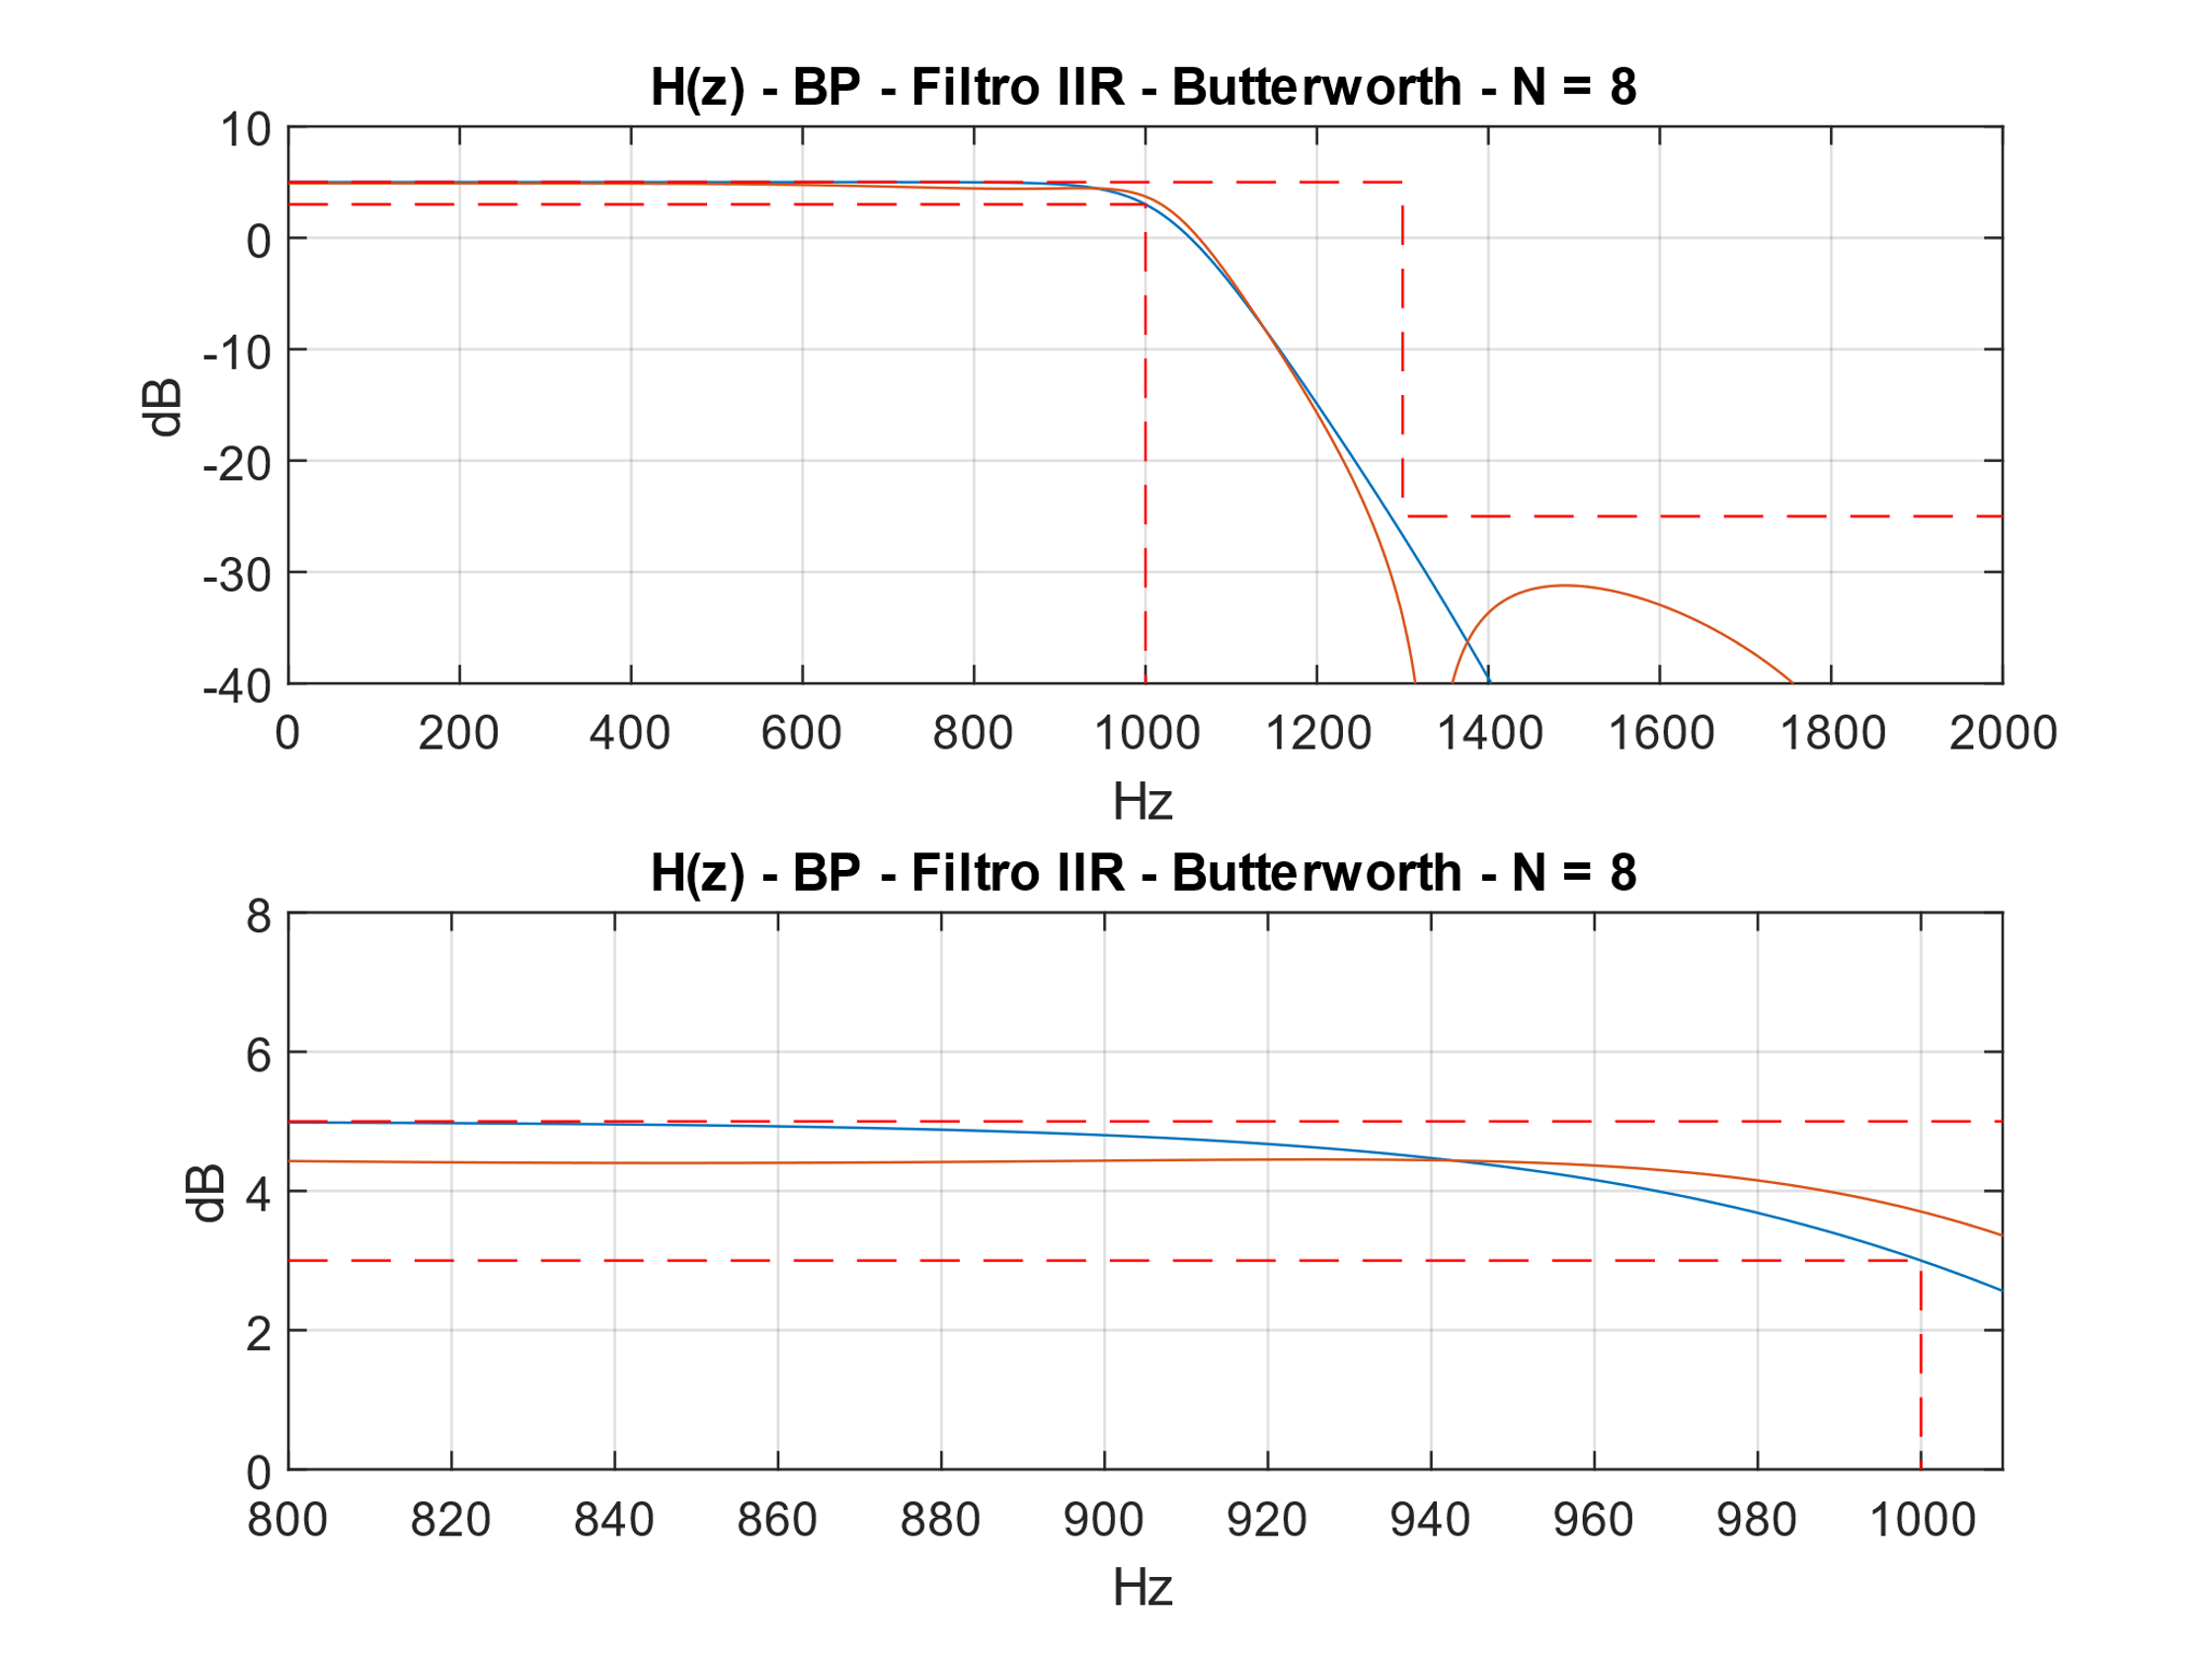 H(z) - BP - Filtro IIR - Butterworth - N = 8
10
0
-10
-20
-30
-40
dB
0 200 400 600 800 1000 1200 1400 1600 1800 2000
Hz
H(z) - BP - Filtro IIR - Butterworth - N = 8
8
6
4
2
0
dB
800 820 840 860 880 900 920 940 960 980 1000
Hz